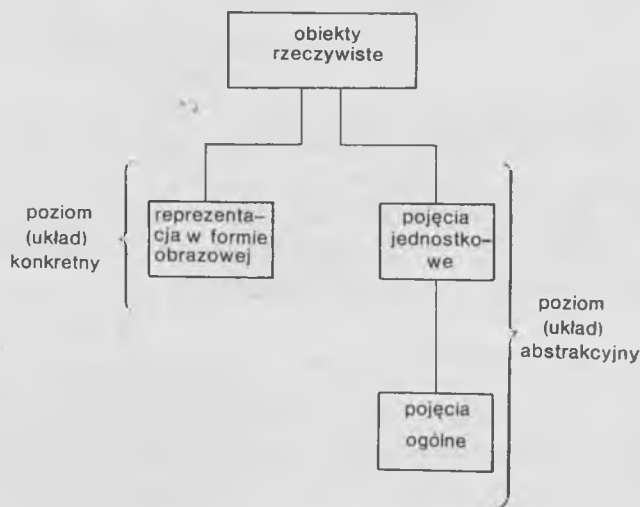 obiekty
rzeczywiste
poziom
(układ)
konkretny
reprezenta–
cja w formie
obrazowej
pojęcia
jednostko–
we
poziom
(układ)
abstrakcyjny
pojęcia
ogólne